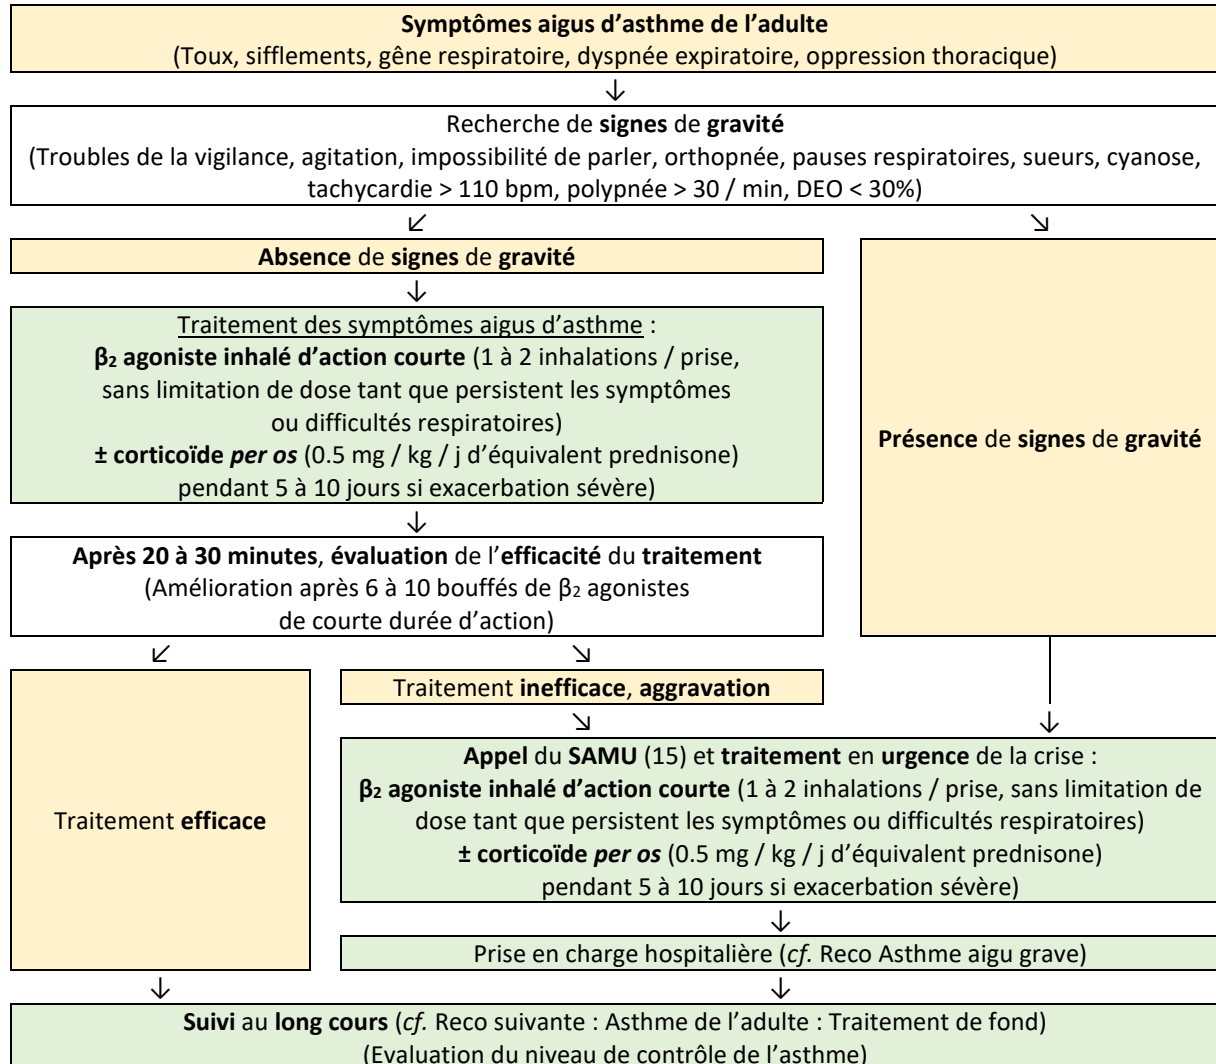 Symptômes aigus d’asthme de l’adulte
(Toux, sifflements, gêne respiratoire, dyspnée expiratoire, oppression thoracique)
↓
Recherche de signes de gravité
(Troubles de la vigilance, agitation, impossibilité de parler, orthopnée, pauses respiratoires, sueurs, cyanose,
tachycardie > 110 bpm, polypnée > 30 / min, DEO < 30%)
↙ ↘
Absence de signes de gravité
↓
Traitement des symptômes aigus d’asthme :
β₂ agoniste inhalé d’action courte (1 à 2 inhalations / prise,
sans limitation de dose tant que persistent les symptômes
ou difficultés respiratoires)
± corticoïde per os (0.5 mg / kg / j d’équivalent prednisone)
pendant 5 à 10 jours si exacerbation sévère)
Présence de signes de gravité
↓
Après 20 à 30 minutes, évaluation de l’efficacité du traitement
(Amélioration après 6 à 10 bouffés de β₂ agonistes
de courte durée d’action)
↙ ↘
Traitement inefficace, aggravation
↘ ↓
Appel du SAMU (15) et traitement en urgence de la crise :
β₂ agoniste inhalé d’action courte (1 à 2 inhalations / prise, sans limitation de
dose tant que persistent les symptômes ou difficultés respiratoires)
± corticoïde per os (0.5 mg / kg / j d’équivalent prednisone)
pendant 5 à 10 jours si exacerbation sévère)
Traitement efficace
↓
Prise en charge hospitalière (cf. Reco Asthme aigu grave)
↓ ↓
Suivi au long cours (cf. Reco suivante : Asthme de l’adulte : Traitement de fond)
(Evaluation du niveau de contrôle de l’asthme)